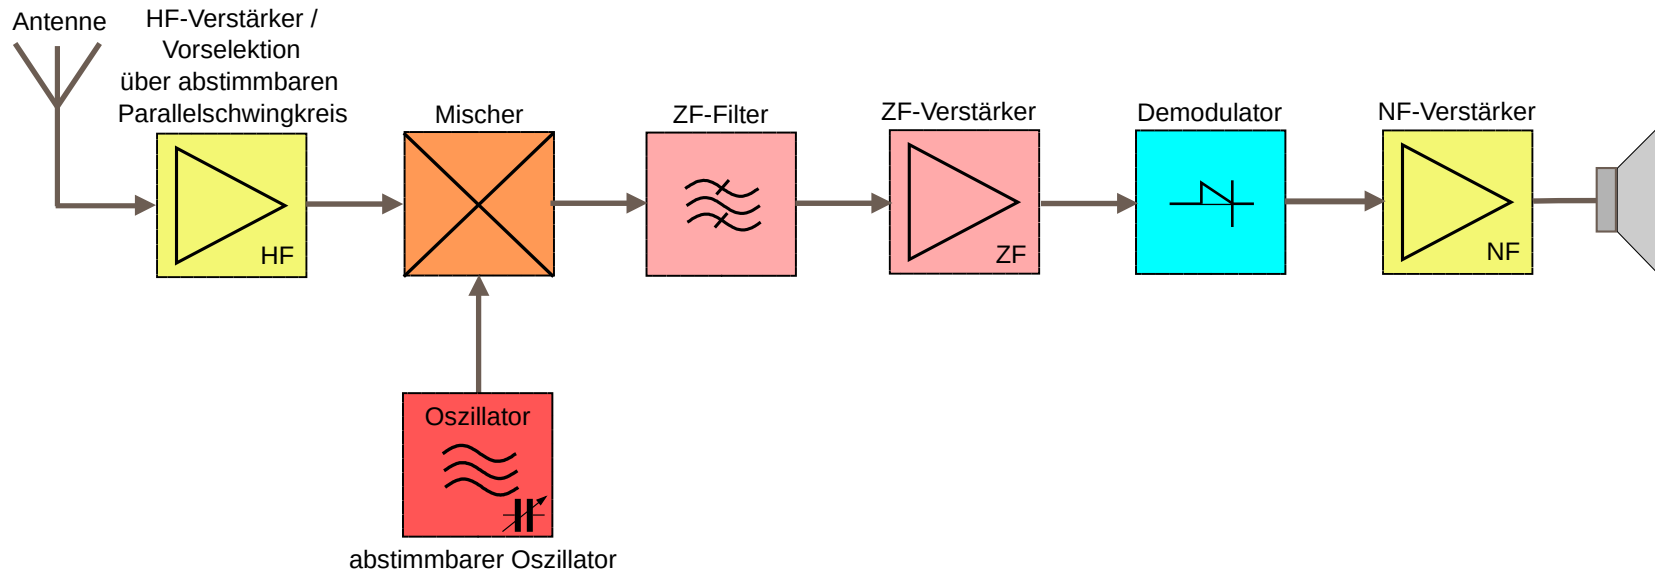 Antenne
HF-Verstärker /
Vorselektion
über abstimmbaren
Parallelschwingkreis
HF
Mischer
ZF-Filter
ZF-Verstärker
ZF
Demodulator
NF-Verstärker
NF
Oszillator
abstimmbarer Oszillator